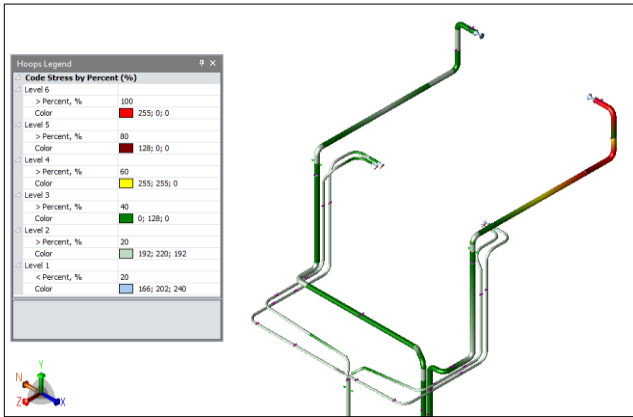 Hoops Legend
Code Stress by Percent (%)
Level 6
> Percent, % 100
Color 255; 0; 0
Level 5
> Percent, % 80
Color 128; 0; 0
Level 4
> Percent, % 60
Color 255; 255; 0
Level 3
> Percent, % 40
Color 0; 128; 0
Level 2
> Percent, % 20
Color 192; 220; 192
Level 1
< Percent, % 20
Color 166; 202; 240
Y
N
Z
X